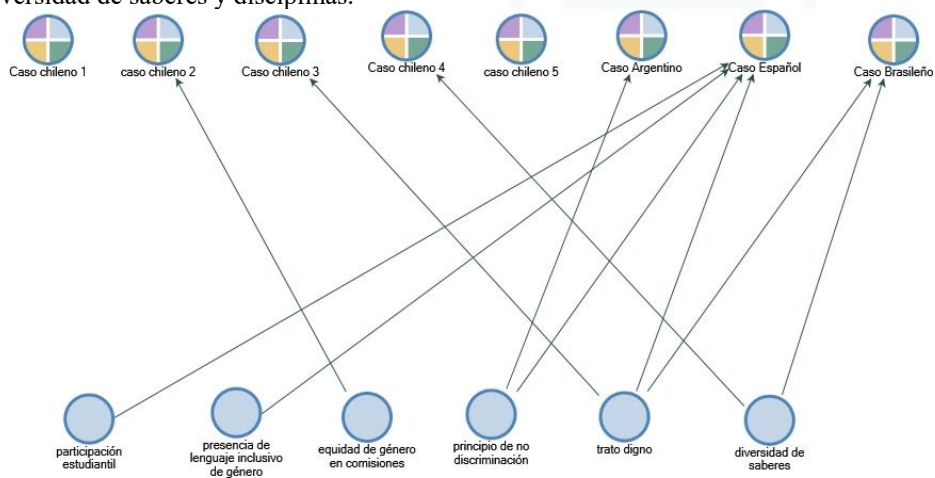 versidad de saberes y disciplinas.
Caso chileno 1
caso chileno 2
Caso chileno 3
Caso chileno 4
caso chileno 5
Caso Argentino
Caso Español
Caso Brasileño
participación
estudiantil
presencia de
lenguaje inclusivo
de género
equidad de género
en comisiones
principio de no
discriminación
trato digno
diversidad de
saberes